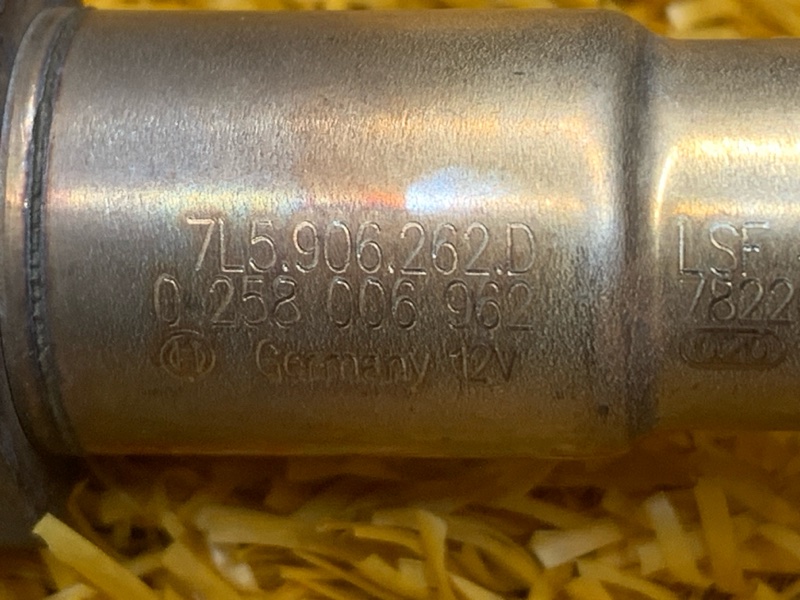 7L5.906.262.D
0 258 006 962
Germany 12V
LSF
7822